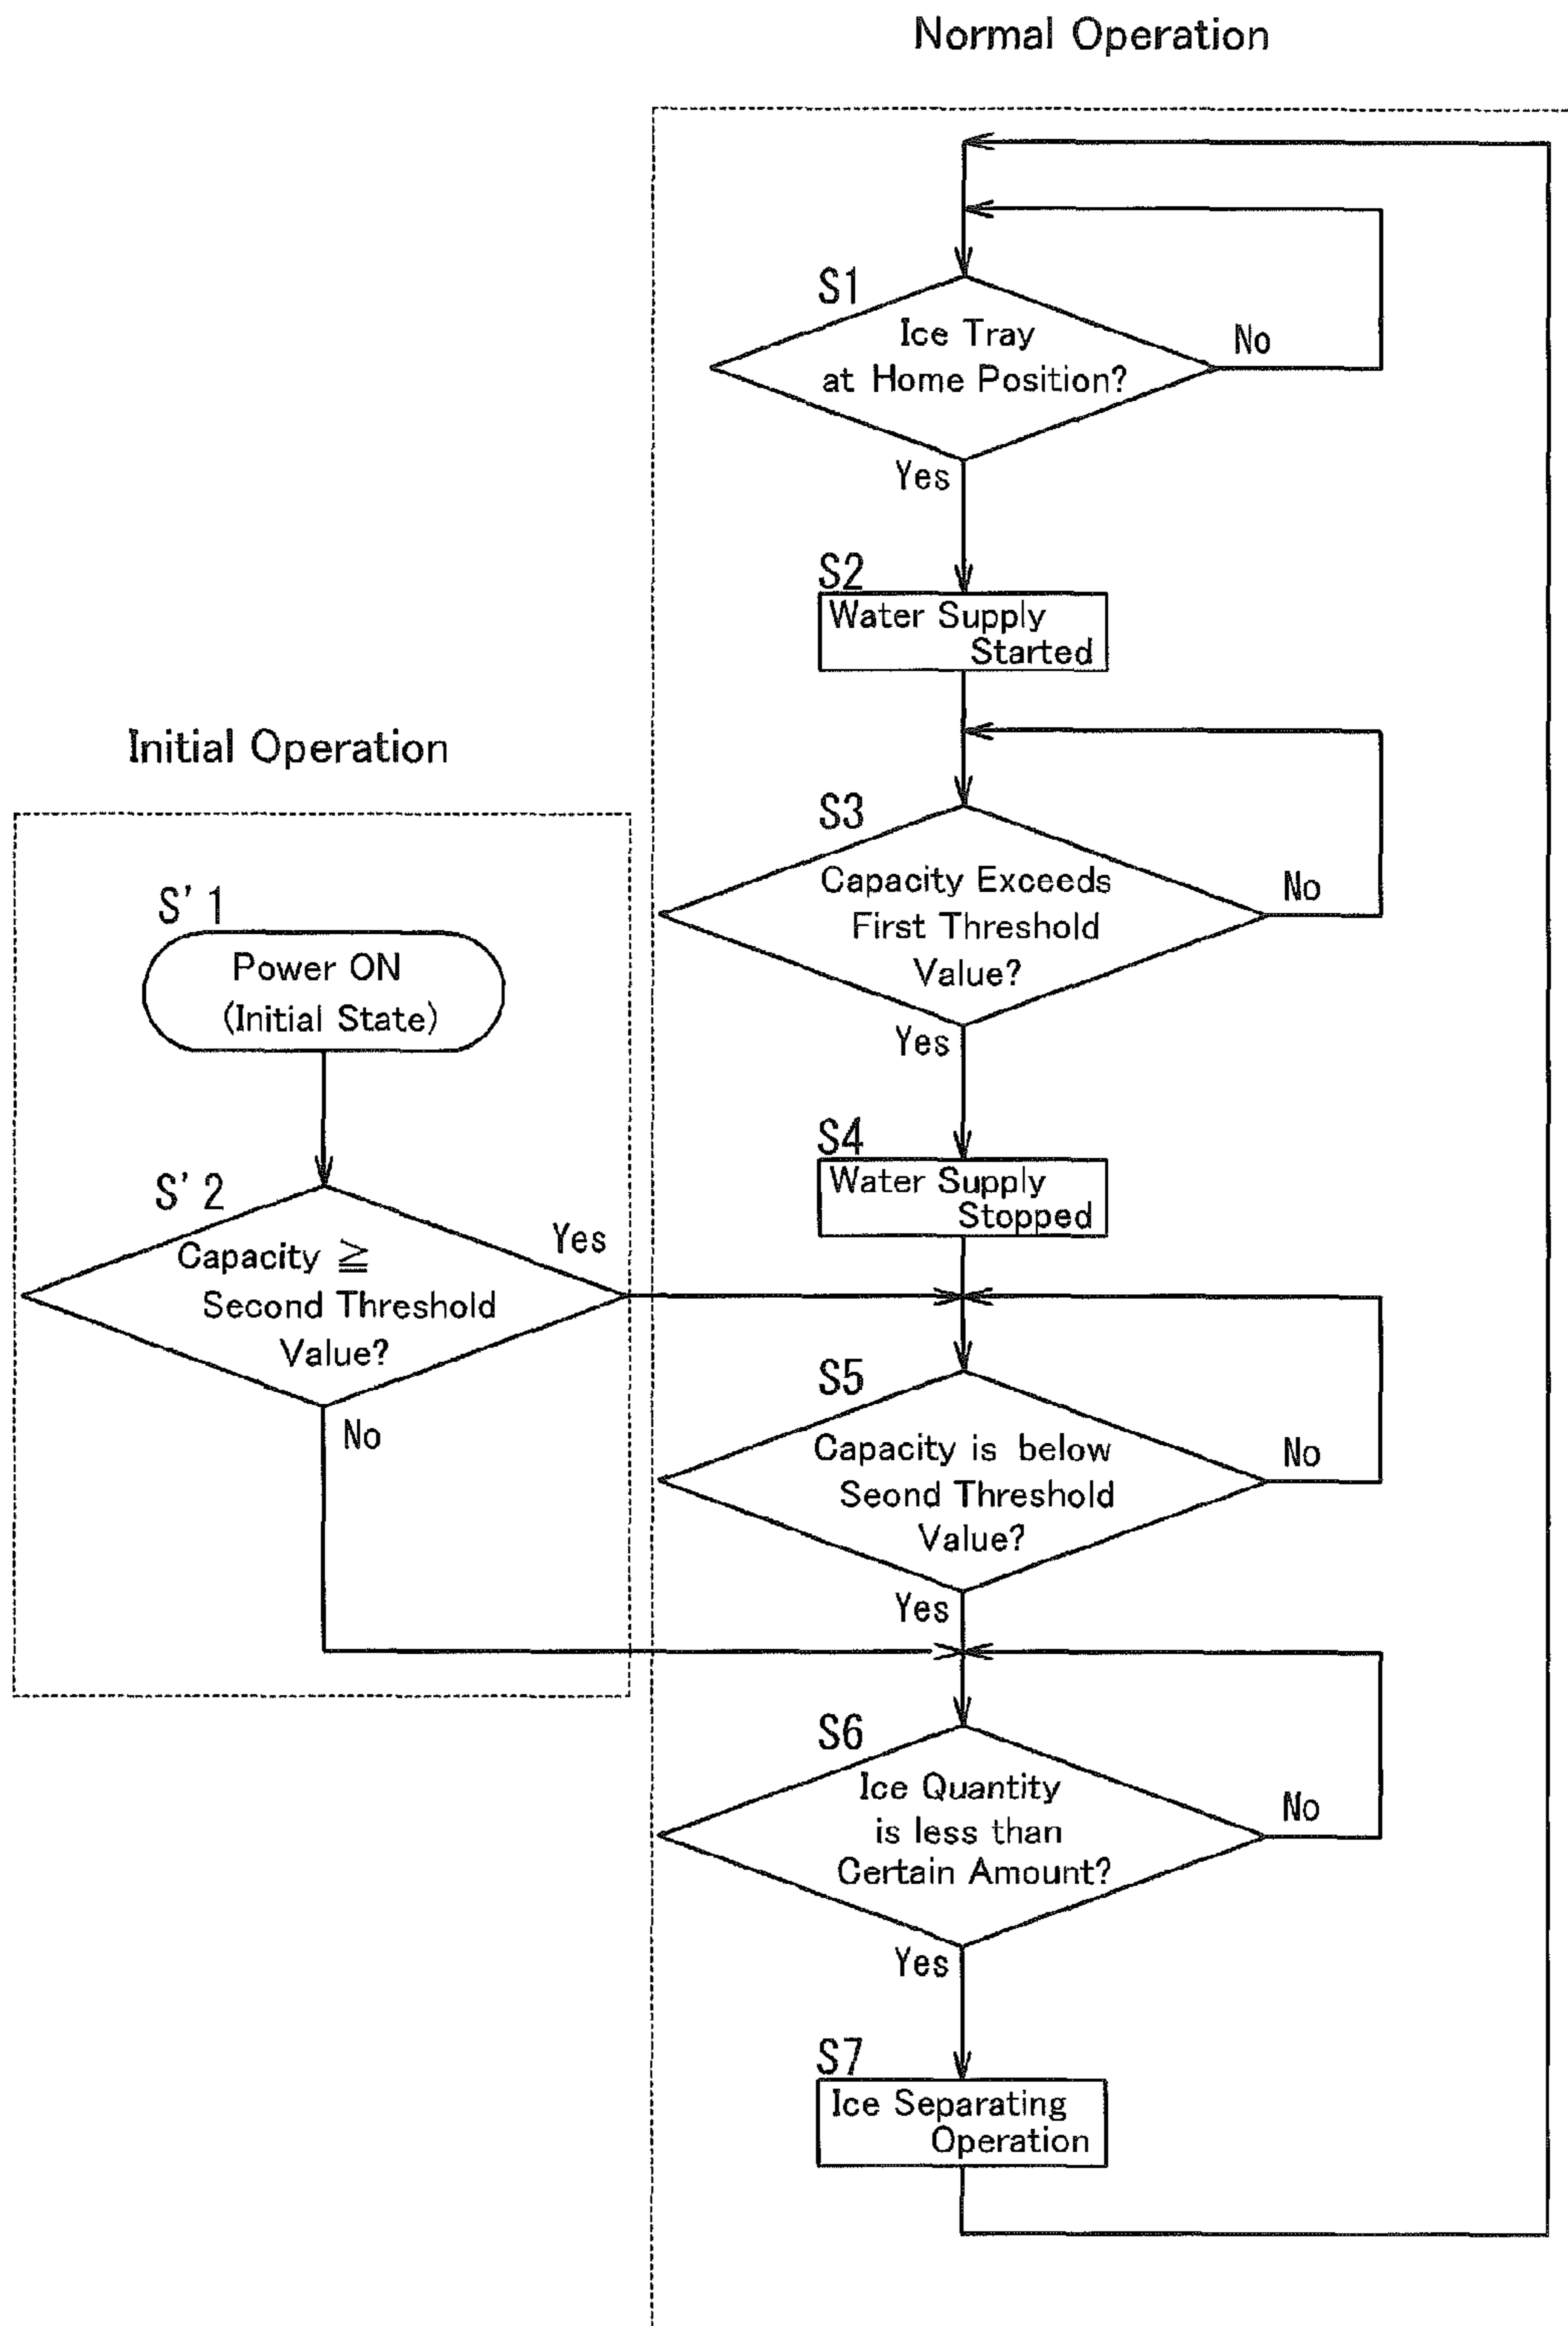 Normal Operation
S1
Ice Tray
at Home Position?
No
Yes
S2
Water Supply
Started
Initial Operation
S3
Capacity Exceeds
First Threshold
Value?
No
Yes
S'1
Power ON
(Initial State)
S4
Water Supply
Stopped
S'2
Capacity ≧
Second Threshold
Value?
Yes
No
S5
Capacity is below
Seond Threshold
Value?
No
Yes
S6
Ice Quantity
is less than
Certain Amount?
No
Yes
S7
Ice Separating
Operation